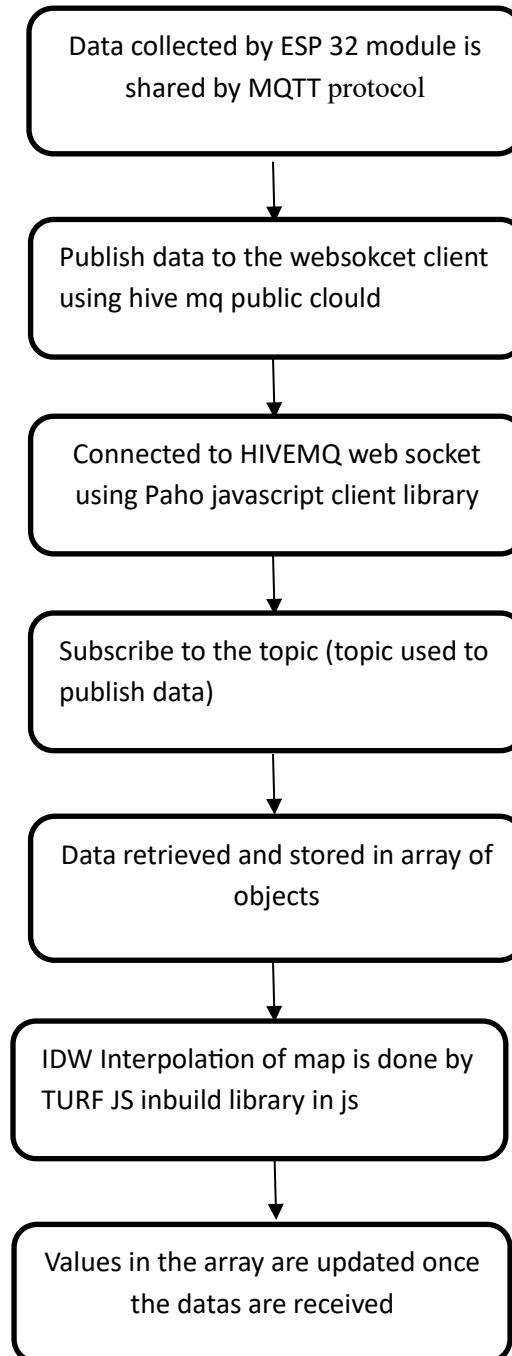 Data collected by ESP 32 module is
shared by MQTT protocol
Publish data to the websokcet client
using hive mq public clould
Connected to HIVEMQ web socket
using Paho javascript client library
Subscribe to the topic (topic used to
publish data)
Data retrieved and stored in array of
objects
IDW Interpolation of map is done by
TURF JS inbuild library in js
Values in the array are updated once
the datas are received